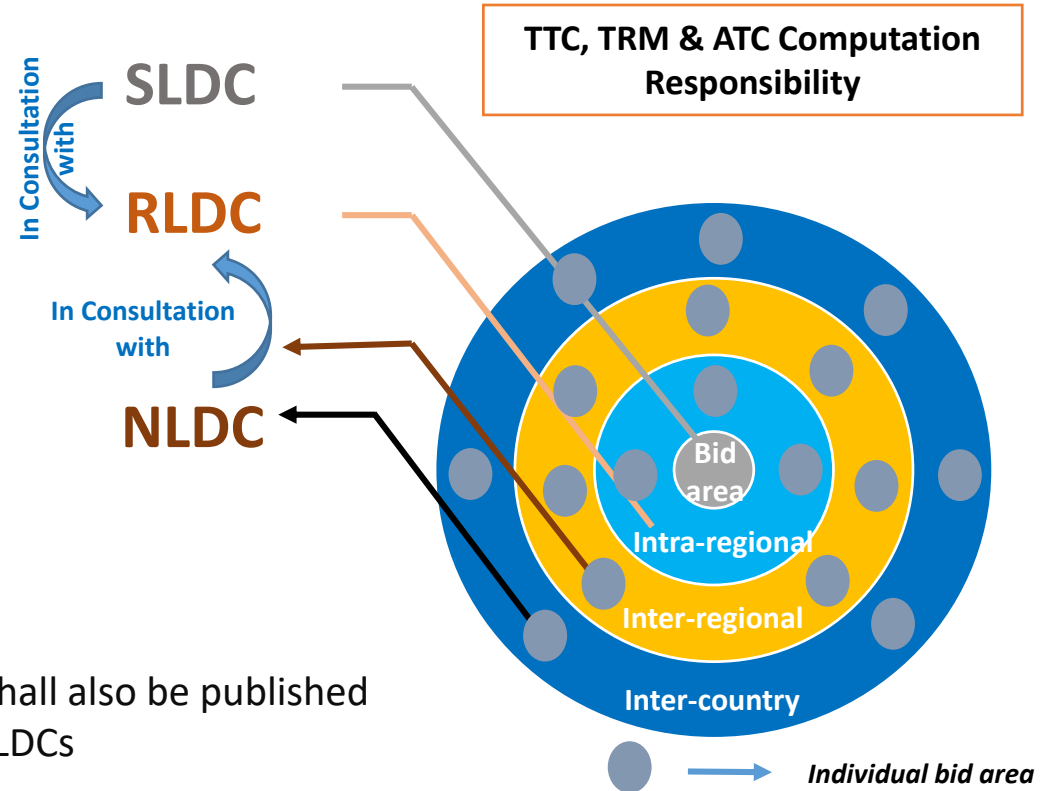 TTC, TRM & ATC Computation
Responsibility
SLDC
In Consultation
with
RLDC
In Consultation
with
NLDC
Bid
area
Intra-regional
Inter-regional
Inter-country
hall also be published
LDCs
Individual bid area